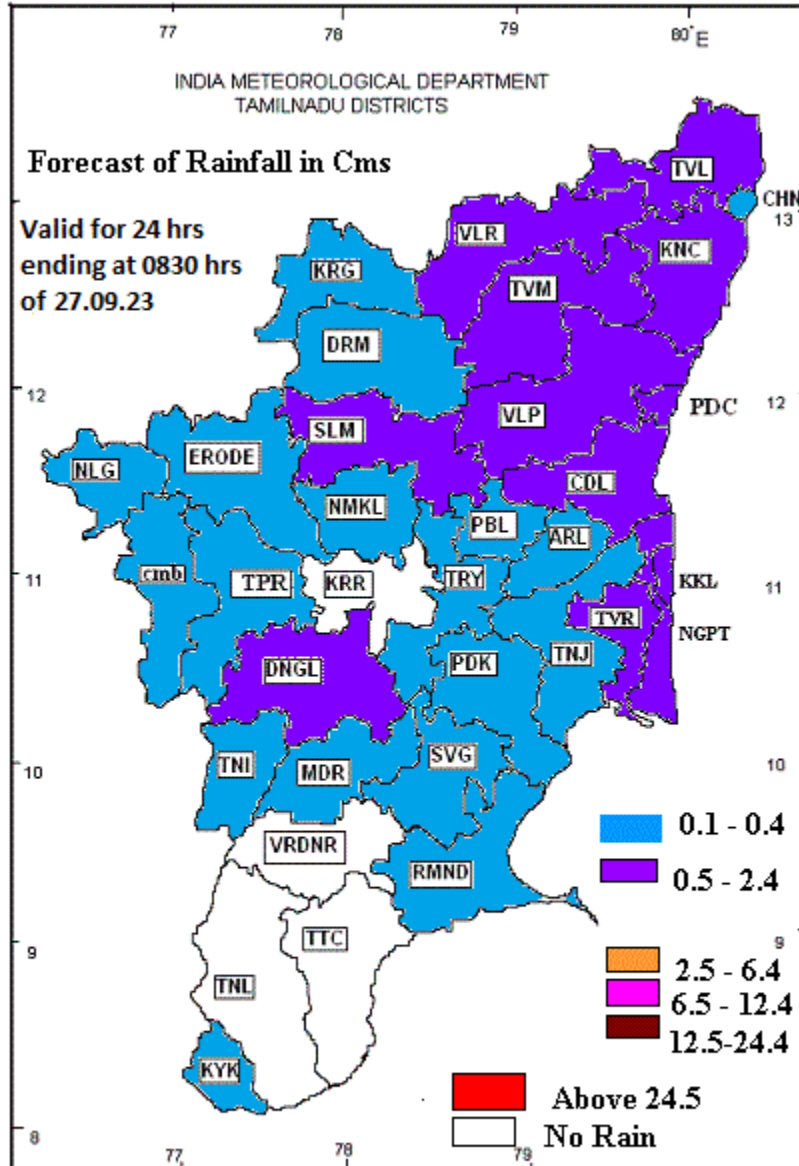 77 78 79 80°E
INDIA METEOROLOGICAL DEPARTMENT
TAMILNADU DISTRICTS
Forecast of Rainfall in Cms
TVL
CHN
13
Valid for 24 hrs
ending at 0830 hrs
of 27.09.23
VLR
KNC
KRG
TVM
DRM
12
12
PDC
SLM
VLP
ERODE
NLG
CDL
NMKL
PBL
ARL
11
cmb
TPR
KRR
TRY
KKL
11
TVR
NGPT
DNGL
PDK
TNJ
10
TNI
MDR
SVG
10
0.1 - 0.4
VRDNR
RMND
0.5 - 2.4
9
TTC
9
2.5 - 6.4
TNL
6.5 - 12.4
12.5-24.4
KYK
Above 24.5
8
No Rain
77 78 79